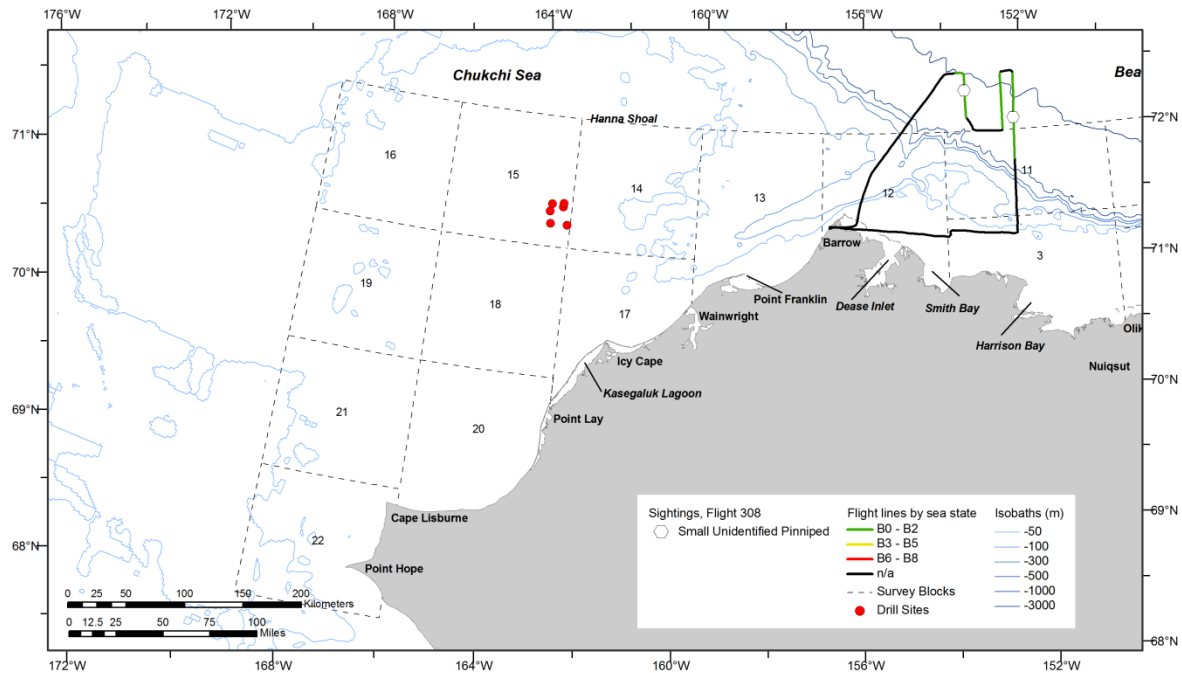 176°W
172°W
168°W
164°W
160°W
156°W
152°W
Chukchi Sea
Bea
72°N
71°N
Hanna Shoal
16
15
14
13
12
11
71°N
Barrow
3
70°N
19
18
17
Point Franklin
Dease Inlet
Smith Bay
Wainwright
Harrison Bay
Olik
Icy Cape
Nuiqsut
70°N
Kasegaluk Lagoon
69°N
21
20
Point Lay
Cape Lisburne
69°N
22
68°N
Point Hope
Sightings, Flight 308
Small Unidentified Pinniped
Flight lines by sea state
B0 - B2
B3 - B5
B6 - B8
n/a
Survey Blocks
Drill Sites
Isobaths (m)
-50
-100
-300
-500
-1000
-3000
0 25 50 100 150 200
Kilometers
0 12.5 25 50 75 100
Miles
68°N
172°W
168°W
164°W
160°W
156°W
152°W